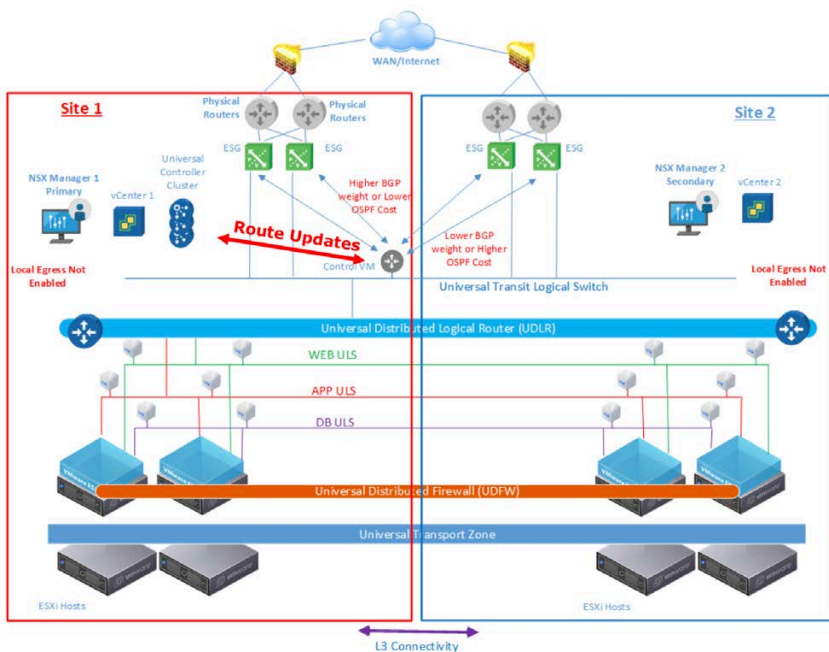 WAN/Internet
Site 1
Physical
Routers
Physical
Routers
Site 2
ESG
ESG
ESG
ESG
NSX Manager 1
Primary
vCenter 1
Universal
Controller
Cluster
Higher BGP
weight or Lower
OSPF Cost
NSX Manager 2
Secondary
vCenter 2
Route Updates
Lower BGP
weight or Higher
OSPF Cost
Control VM
Local Egress Not
Enabled
Local Egress Not
Enabled
Universal Transit Logical Switch
Universal Distributed Logical Router (UDLR)
WEB ULS
APP ULS
DB ULS
Universal Distributed Firewall (UDFW)
Universal Transport Zone
ESXi Hosts
ESXi Hosts
L3 Connectivity